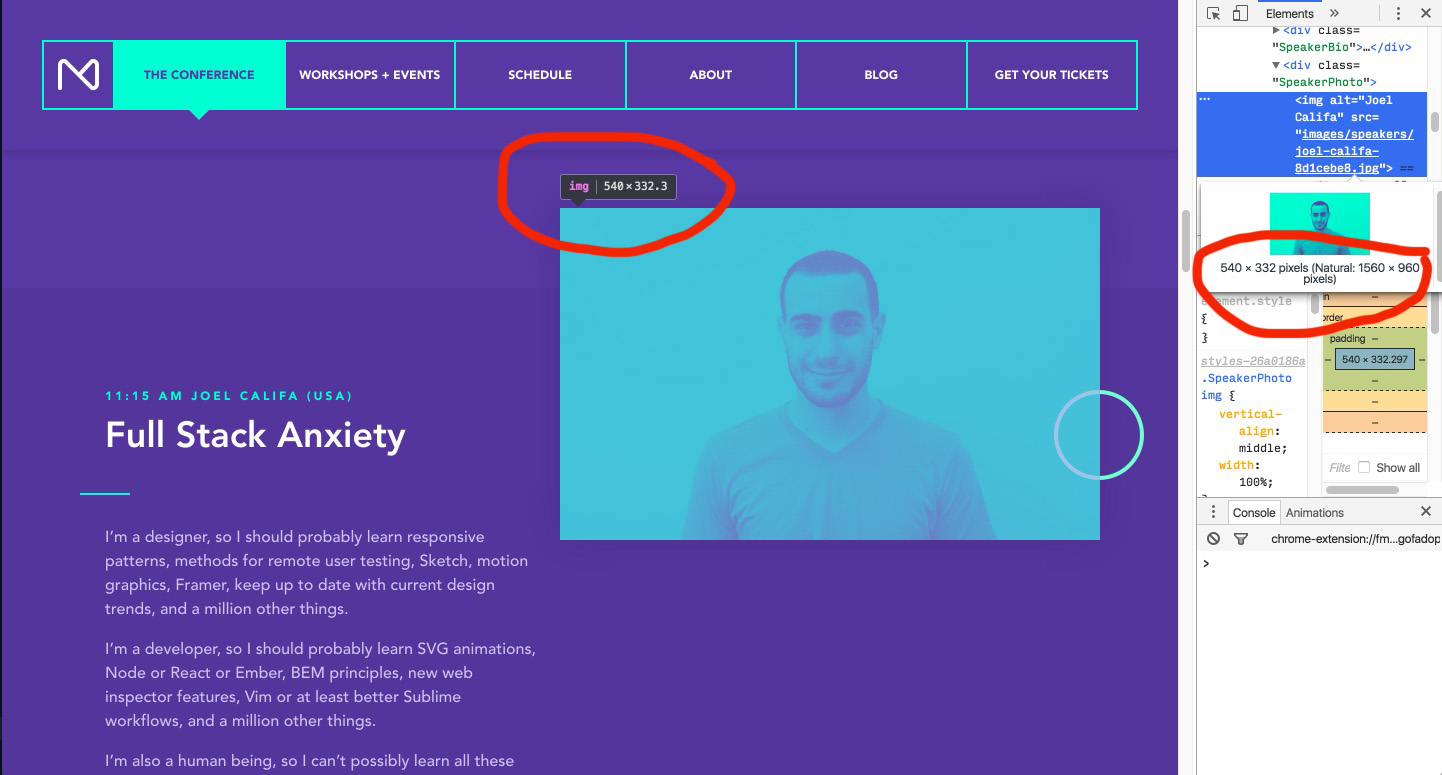 THE CONFERENCE
WORKSHOPS + EVENTS
SCHEDULE
ABOUT
BLOG
GET YOUR TICKETS
img 540×332.3
11:15 AM JOEL CALIFA (USA)
Full Stack Anxiety
I'm a designer, so I should probably learn responsive
patterns, methods for remote user testing, Sketch, motion
graphics, Framer, keep up to date with current design
trends, and a million other things.
I'm a developer, so I should probably learn SVG animations,
Node or React or Ember, BEM principles, new web
inspector features, Vim or at least better Sublime
workflows, and a million other things.
I'm also a human being, so I can't possibly learn all these
Elements
<div class=
"SpeakerBio">…</div>
<div class=
"SpeakerPhoto">
<img alt="Joel
Califa" src=
"images/speakers/
joel-califa-
8d1cebe8.jpg"> ==
540 × 332 pixels (Natural: 1560 × 960
pixels)
element.style
{
}
styles-26a0186a
.SpeakerPhoto
img {
vertical-
align:
middle;
width:
100%;
padding –
– 540 × 332.297 –
–
–
–
Filte
Show all
Console
Animations
chrome-extension://fm…gofadop
>